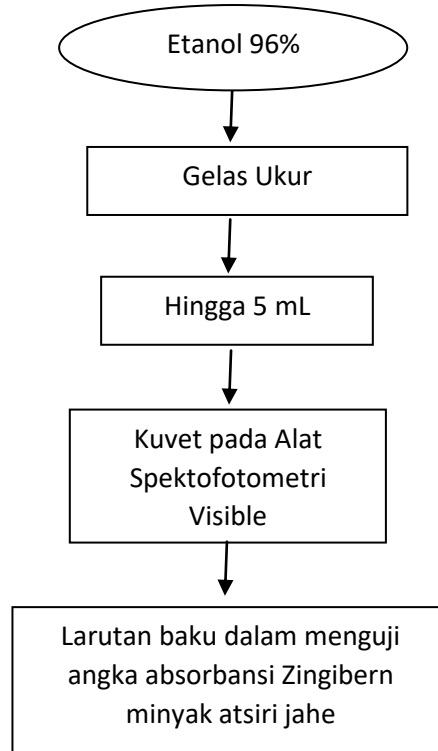 Etanol 96%
Gelas Ukur
Hingga 5 mL
Kuvet pada Alat
Spektofotometri
Visible
Larutan baku dalam menguji
angka absorbansi Zingibern
minyak atsiri jahe